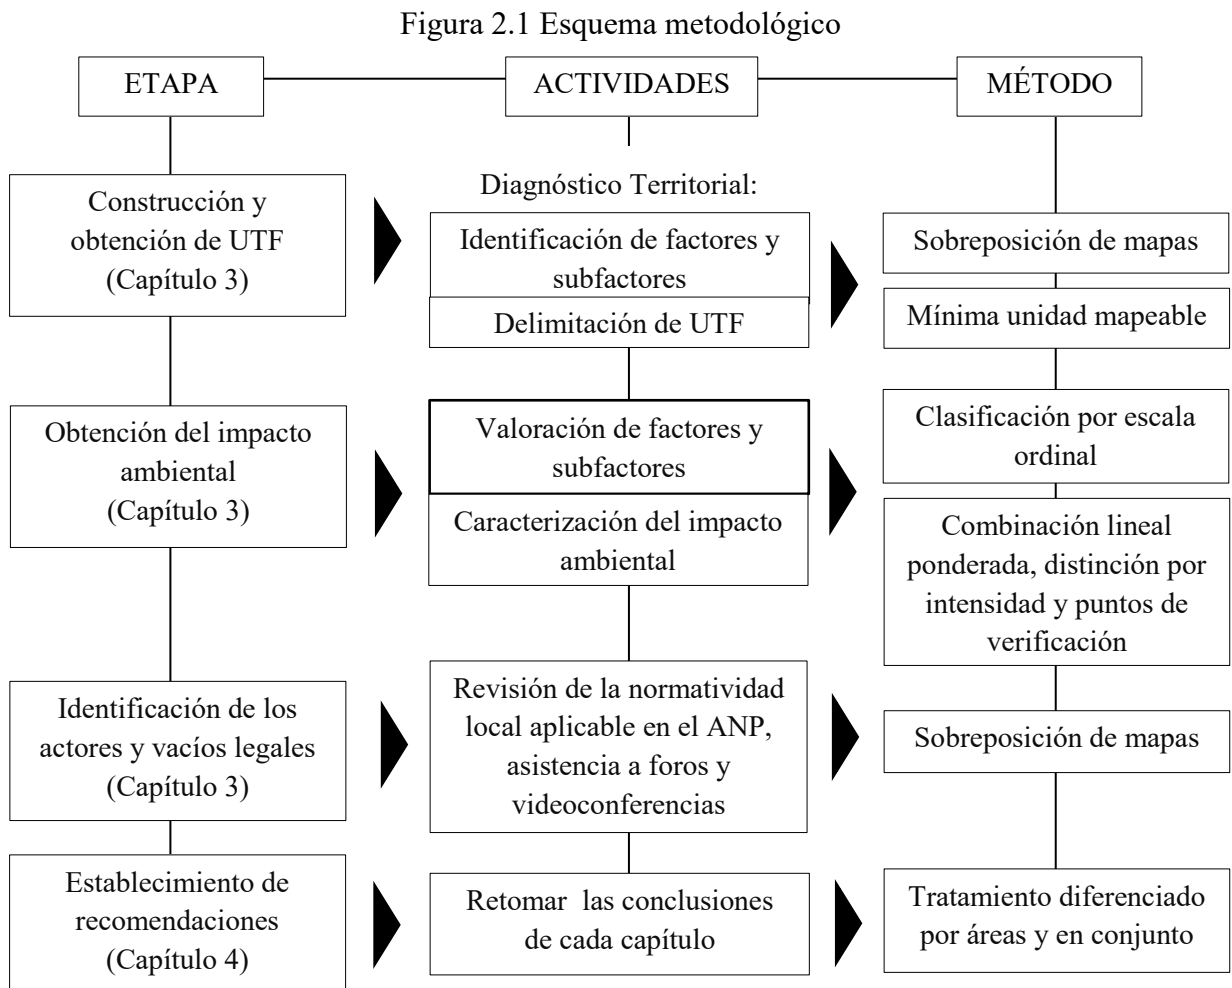 Figura 2.1 Esquema metodológico
ETAPA
ACTIVIDADES
MÉTODO
Construcción y
obtención de UTF
(Capítulo 3)
Diagnóstico Territorial:
Identificación de factores y
subfactores
Delimitación de UTF
Sobreposición de mapas
Mínima unidad mapeable
Obtención del impacto
ambiental
(Capítulo 3)
Valoración de factores y
subfactores
Caracterización del impacto
ambiental
Clasificación por escala
ordinal
Combinación lineal
ponderada, distinción por
intensidad y puntos de
verificación
Identificación de los
actores y vacíos legales
(Capítulo 3)
Revisión de la normatividad
local aplicable en el ANP,
asistencia a foros y
videoconferencias
Sobreposición de mapas
Establecimiento de
recomendaciones
(Capítulo 4)
Retomar las conclusiones
de cada capítulo
Tratamiento diferenciado
por áreas y en conjunto